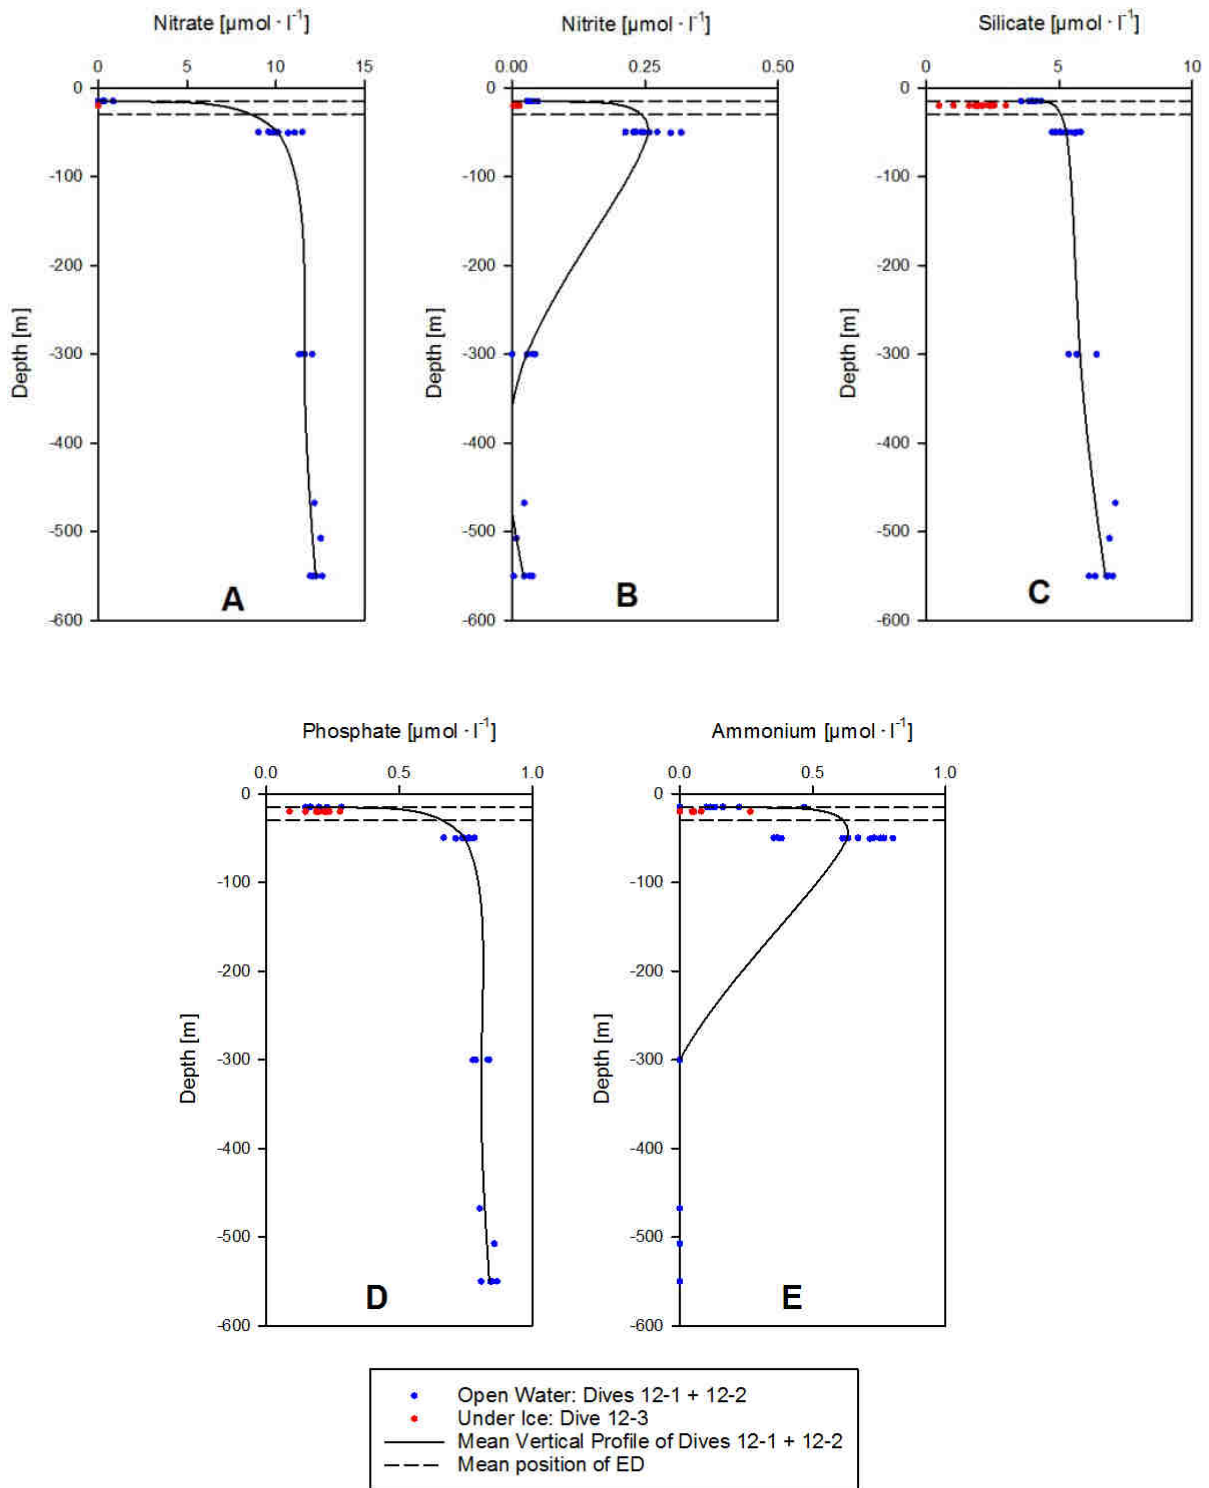 Nitrate [µmol · l⁻¹]
Nitrite [µmol · l⁻¹]
Silicate [µmol · l⁻¹]
0 5 10 15
0.00 0.25 0.50
0 5 10
0
-100
-200
-300
-400
-500
-600
Depth [m]
A
0
-100
-200
-300
-400
-500
-600
Depth [m]
B
0
-100
-200
-300
-400
-500
-600
Depth [m]
C
Phosphate [µmol · l⁻¹]
Ammonium [µmol · l⁻¹]
0.0 0.5 1.0
0.0 0.5 1.0
0
-100
-200
-300
-400
-500
-600
Depth [m]
D
0
-100
-200
-300
-400
-500
-600
Depth [m]
E
Open Water: Dives 12-1 + 12-2
Under Ice: Dive 12-3
Mean Vertical Profile of Dives 12-1 + 12-2
Mean position of ED